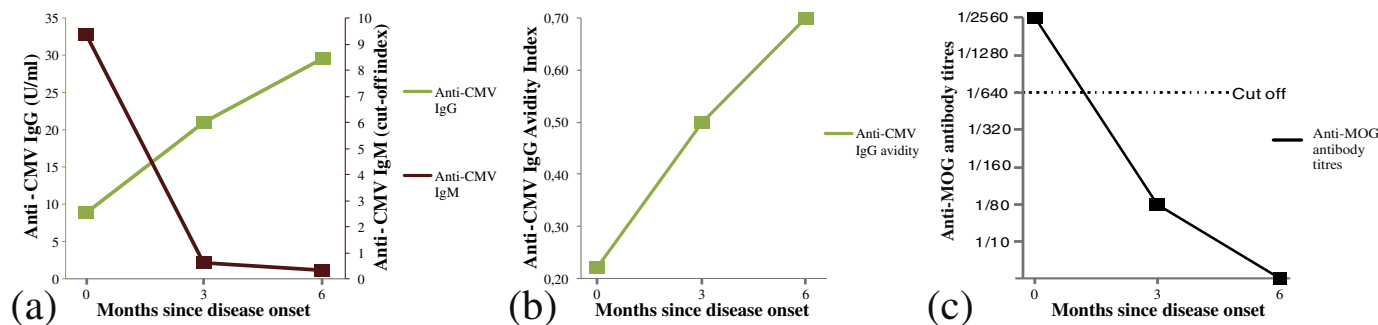 35
30
25
20
15
10
5
0
Anti - CMV IgG (U/ml)
10
9
8
7
6
5
4
3
2
1
0
Anti - CMV IgM (cut-off index)
0
3
6
Months since disease onset
Anti-CMV
IgG
Anti-CMV
IgM
(a)
0,70
0,60
0,50
0,40
0,30
0,20
Anti-CMV IgG Avidity Index
0
3
6
Months since disease onset
Anti-CMV
IgG avidity
(b)
1/2560
1/1280
1/640
1/320
1/160
1/80
1/10
Anti-MOG antibody titres
Cut off
0
3
6
Months since disease onset
Anti-MOG
antibody
titres
(c)